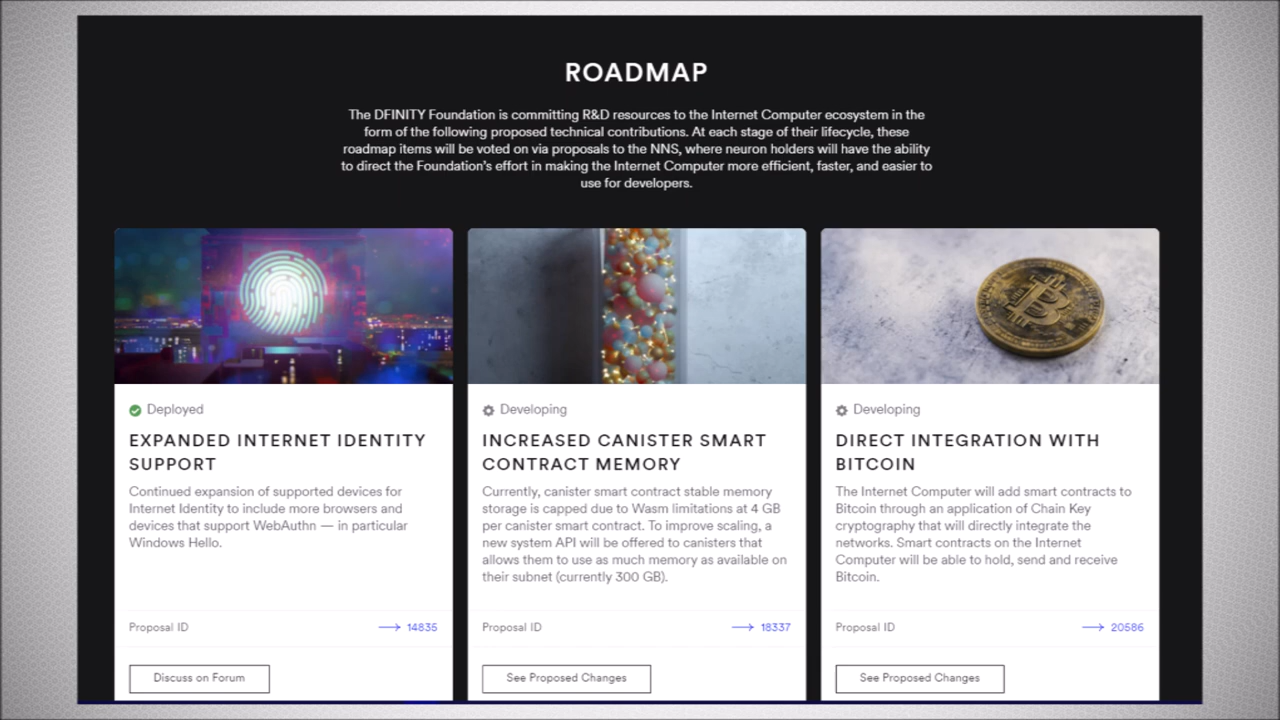 ROADMAP
The DFINITY Foundation is committing R&D resources to the Internet Computer ecosystem in the
form of the following proposed technical contributions. At each stage of their lifecycle, these
roadmap items will be voted on via proposals to the NNS, where neuron holders will have the ability
to direct the Foundation's effort in making the Internet Computer more efficient, faster, and easier to
use for developers.
Deployed
EXPANDED INTERNET IDENTITY
SUPPORT
Continued expansion of supported devices for
Internet Identity to include more browsers and
devices that support WebAuthn — in particular
Windows Hello.
Proposal ID → 14835
Discuss on Forum
Developing
INCREASED CANISTER SMART
CONTRACT MEMORY
Currently, canister smart contract stable memory
storage is capped due to Wasm limitations at 4 GB
per canister smart contract. To improve scaling, a
new system API will be offered to canisters that
allows them to use as much memory as available on
their subnet (currently 300 GB).
Proposal ID → 18337
See Proposed Changes
Developing
DIRECT INTEGRATION WITH
BITCOIN
The Internet Computer will add smart contracts to
Bitcoin through an application of Chain Key
cryptography that will directly integrate the
networks. Smart contracts on the Internet
Computer will be able to hold, send and receive
Bitcoin.
Proposal ID → 20586
See Proposed Changes